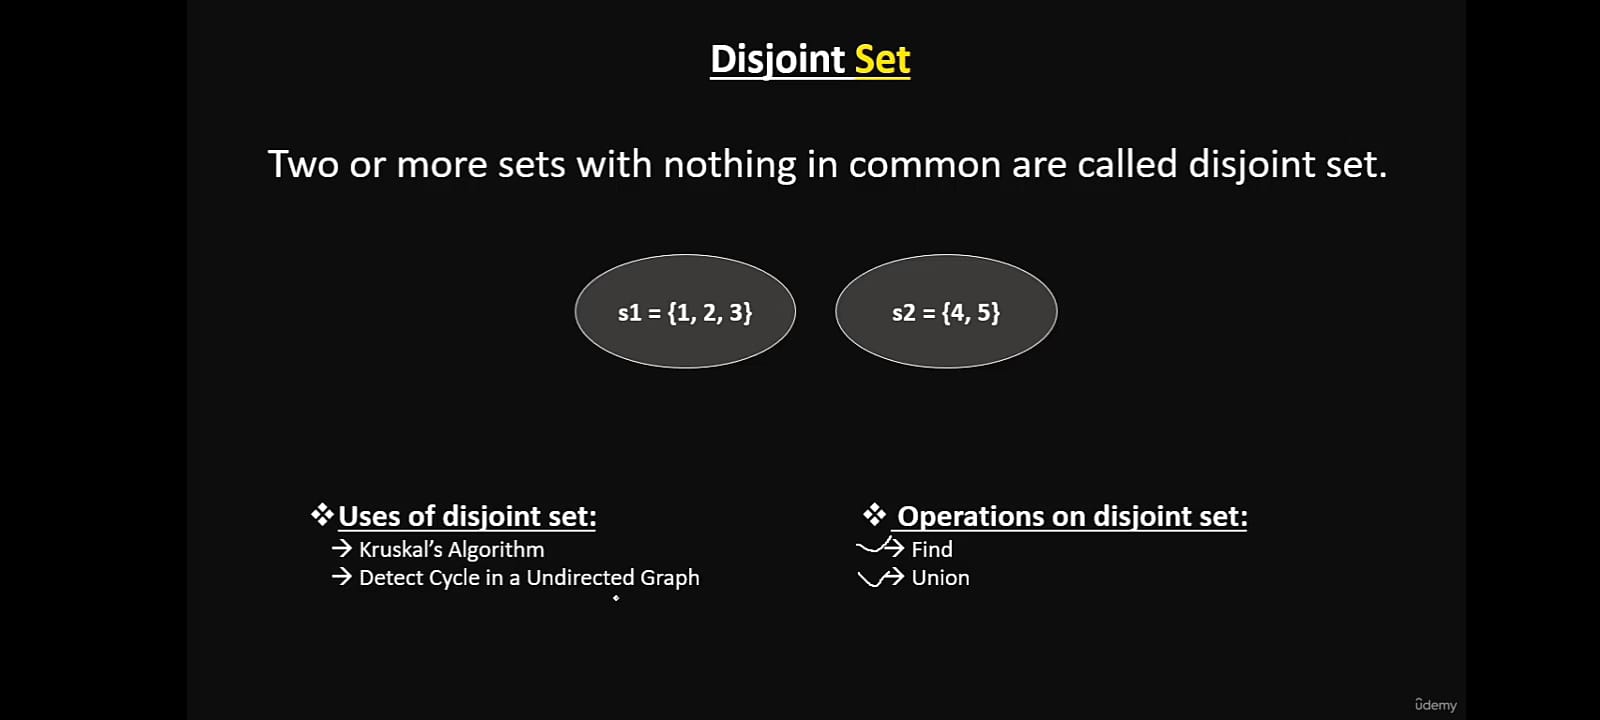 Disjoint Set
Two or more sets with nothing in common are called disjoint set.
s1 = {1, 2, 3}
s2 = {4, 5}
❖ Uses of disjoint set:
→ Kruskal’s Algorithm
→ Detect Cycle in a Undirected Graph
❖ Operations on disjoint set:
→ Find
→ Union
ûdemy